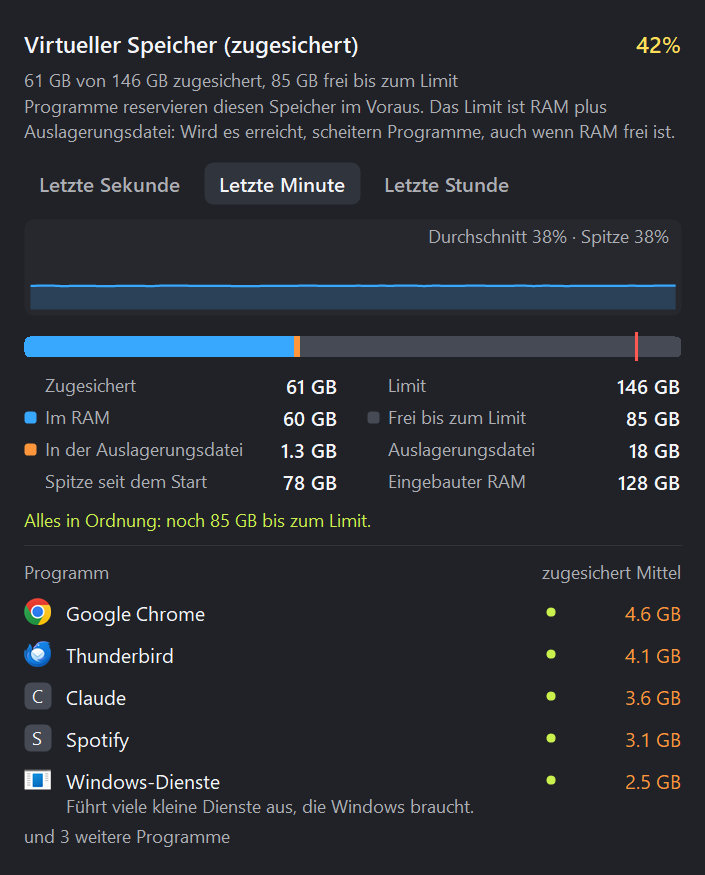 Virtueller Speicher (zugesichert) 42%
61 GB von 146 GB zugesichert, 85 GB frei bis zum Limit
Programme reservieren diesen Speicher im Voraus. Das Limit ist RAM plus
Auslagerungsdatei: Wird es erreicht, scheitern Programme, auch wenn RAM frei ist.
Letzte Sekunde Letzte Minute Letzte Stunde
Durchschnitt 38% · Spitze 38%
Zugesichert 61 GB Limit 146 GB
Im RAM 60 GB Frei bis zum Limit 85 GB
In der Auslagerungsdatei 1.3 GB Auslagerungsdatei 18 GB
Spitze seit dem Start 78 GB Eingebauter RAM 128 GB
Alles in Ordnung: noch 85 GB bis zum Limit.
Programm zugesichert Mittel
Google Chrome 4.6 GB
Thunderbird 4.1 GB
C Claude 3.6 GB
S Spotify 3.1 GB
Windows-Dienste 2.5 GB
Führt viele kleine Dienste aus, die Windows braucht.
und 3 weitere Programme